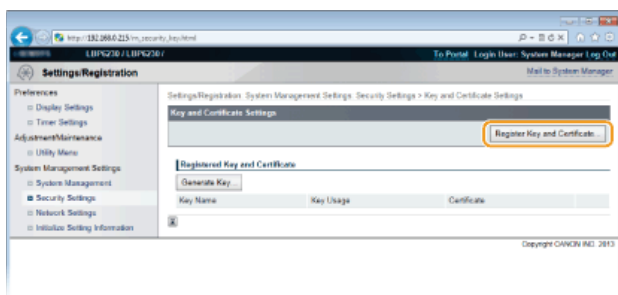 http://192.168.0.215/m_security_key.html
LBP6230 / LBP6230 /
To Portal Login User: System Manager Log Out
Settings/Registration
Mail to System Manager
Preferences
Display Settings
Timer Settings
Adjustment/Maintenance
Utility Menu
System Management Settings
System Management
Security Settings
Network Settings
Initialize Setting Information
Settings/Registration: System Management Settings: Security Settings > Key and Certificate Settings
Key and Certificate Settings
Register Key and Certificate...
Registered Key and Certificate
Generate Key...
Key Name Key Usage Certificate
Copyright CANON INC. 2013